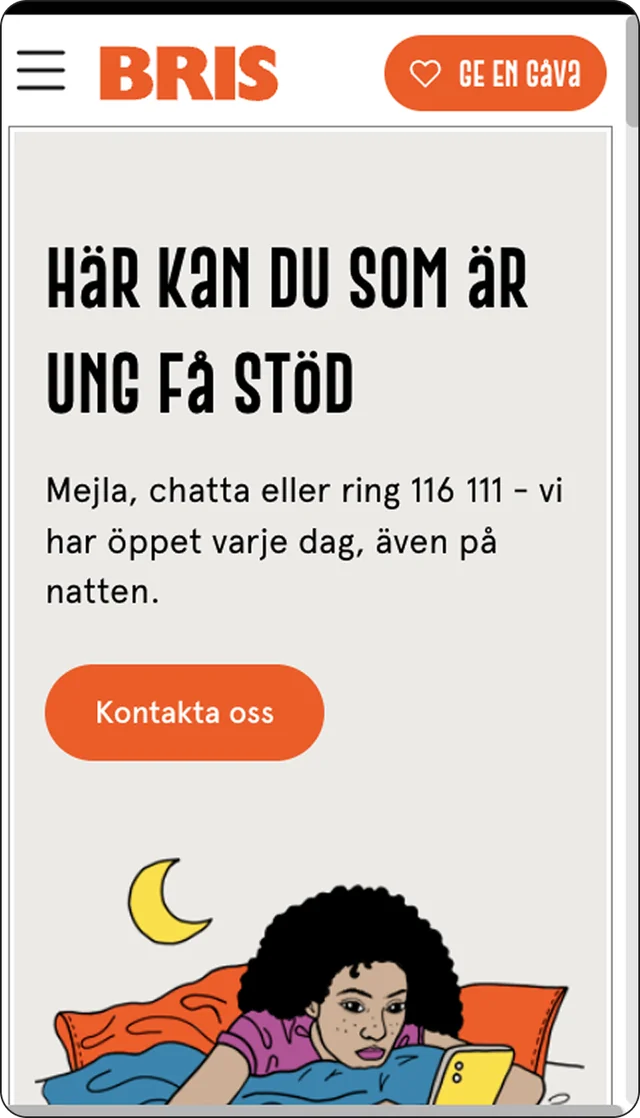 BRIS
GE EN GÅVA
HÄR KAN DU SOM ÄR
UNG FÅ STÖD
Mejla, chatta eller ring 116 111 – vi
har öppet varje dag, även på
natten.
Kontakta oss